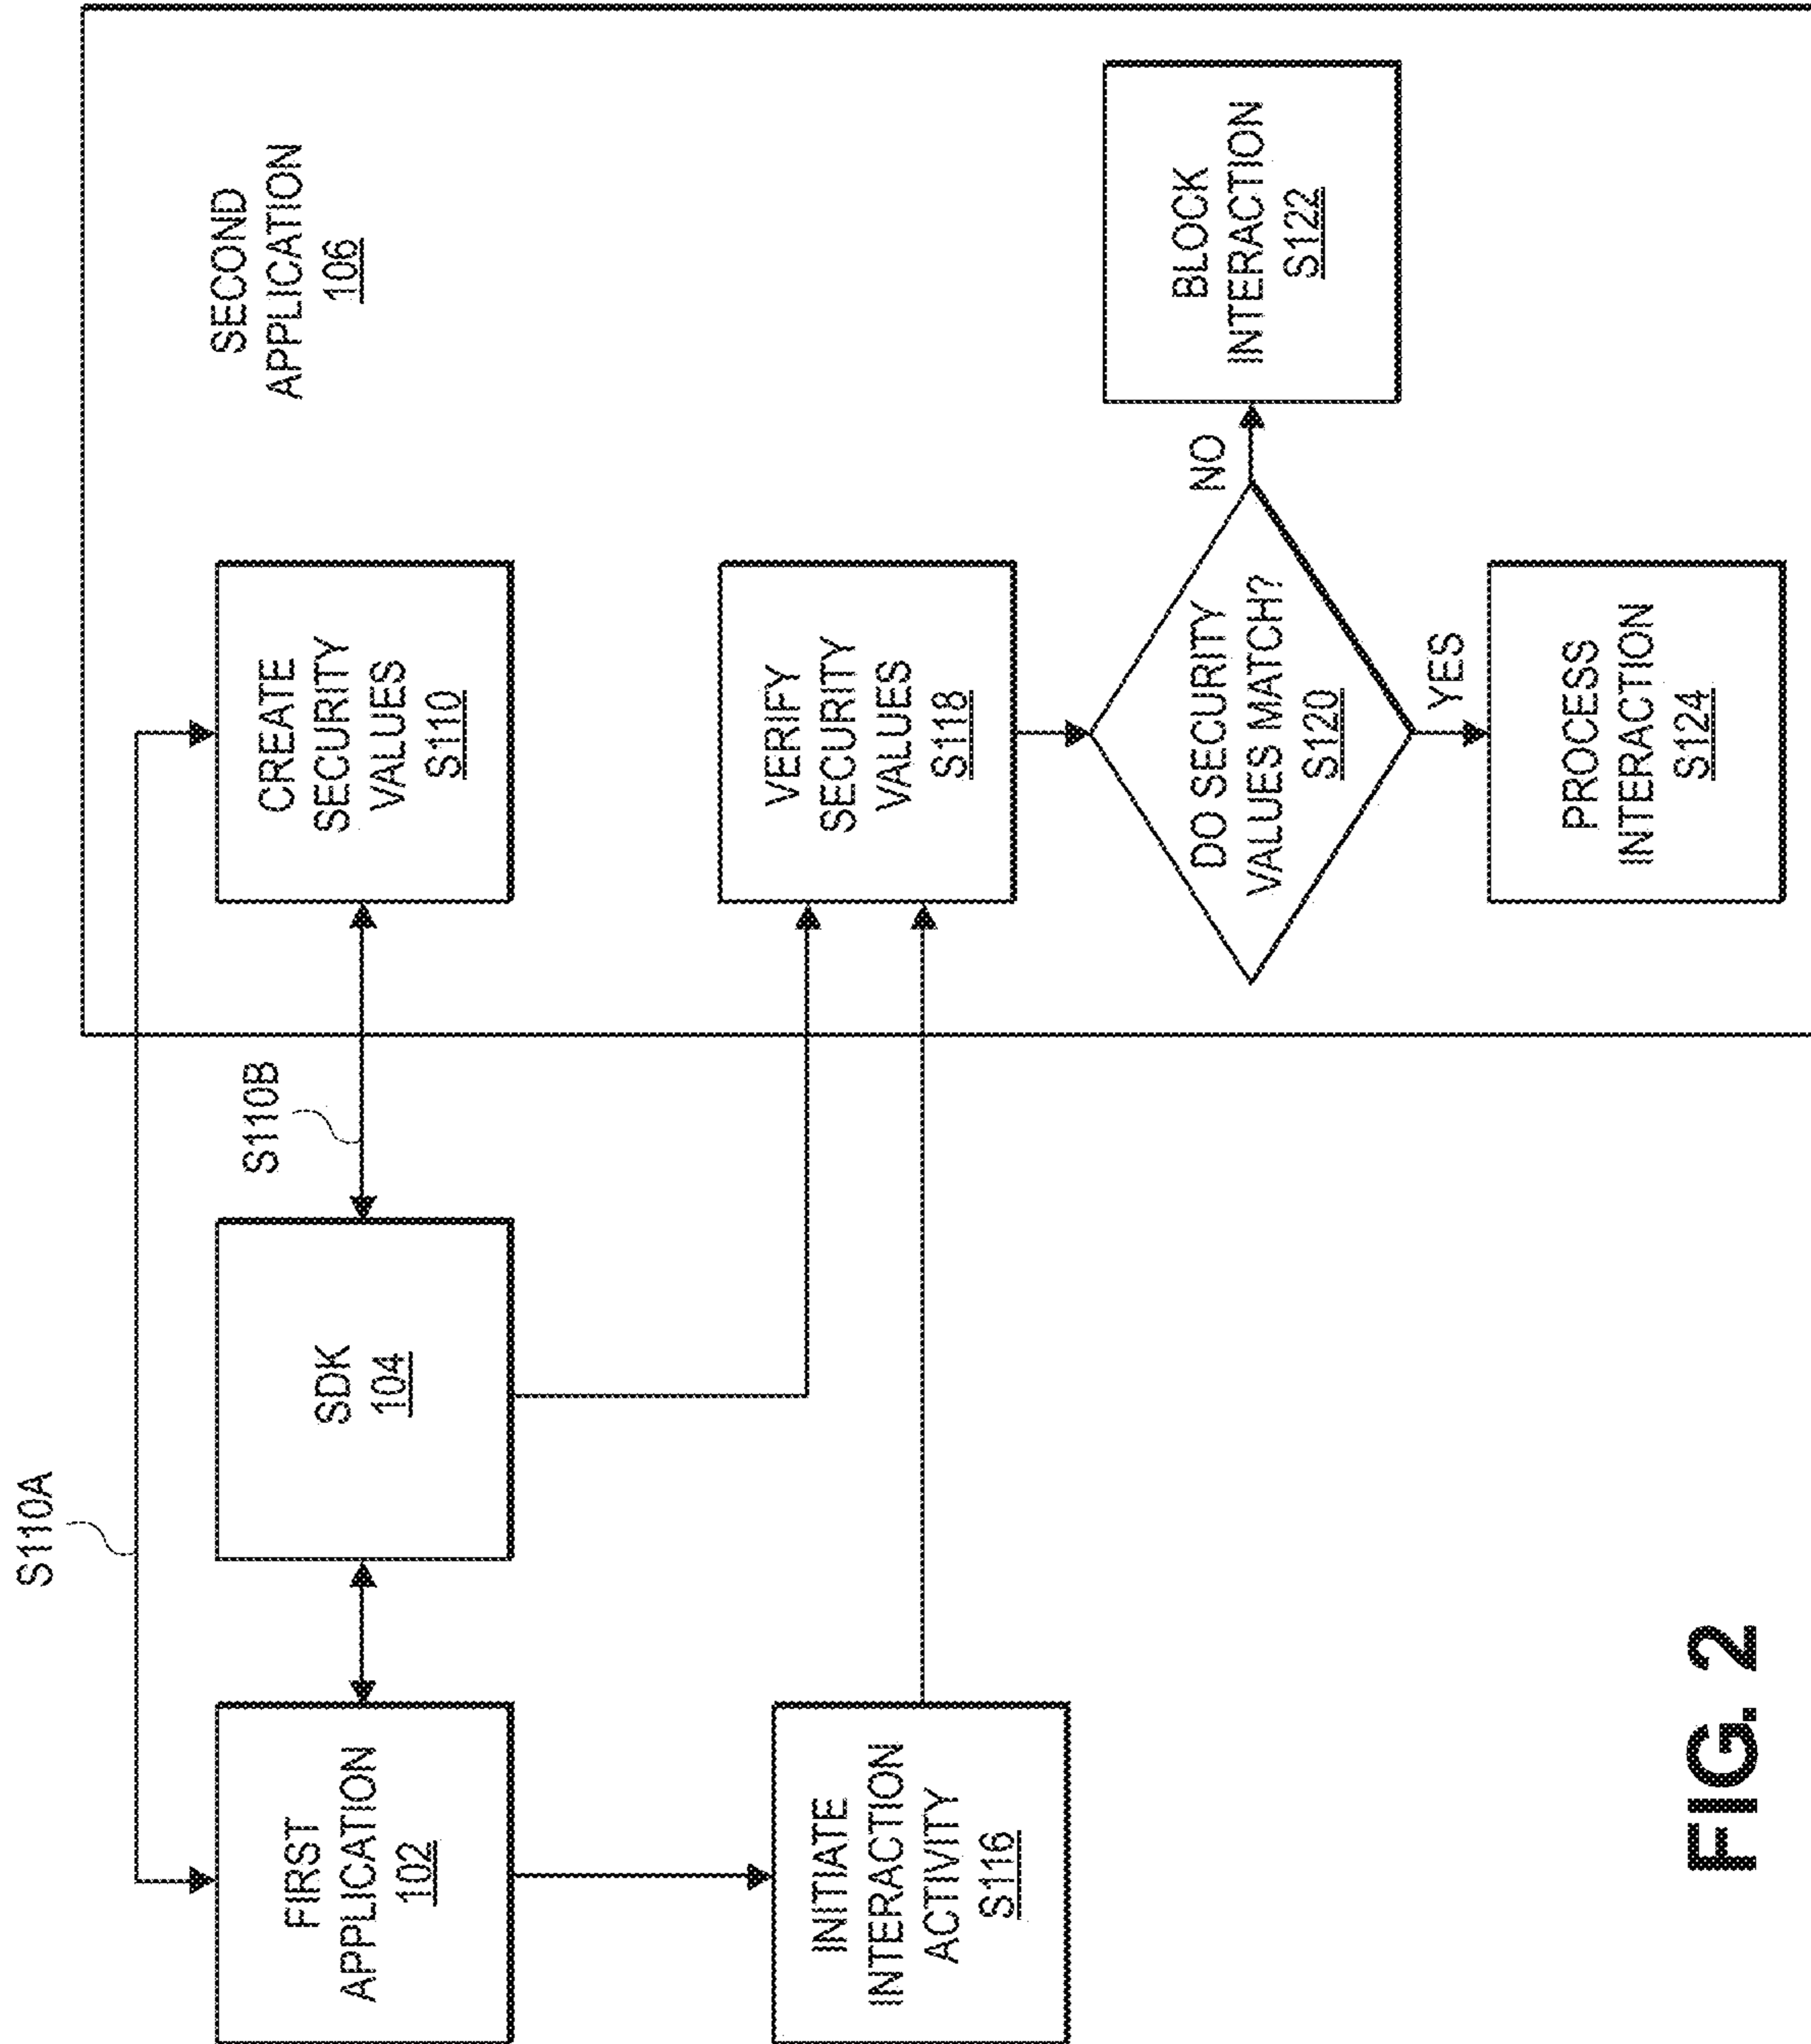 S110A
FIRST
APPLICATION
102
SDK
104
S110B
CREATE
SECURITY
VALUES
S110
SECOND
APPLICATION
106
INITIATE
INTERACTION
ACTIVITY
S116
VERIFY
SECURITY
VALUES
S118
DO SECURITY
VALUES MATCH?
S120
NO
BLOCK
INTERACTION
S122
YES
PROCESS
INTERACTION
S124
FIG. 2